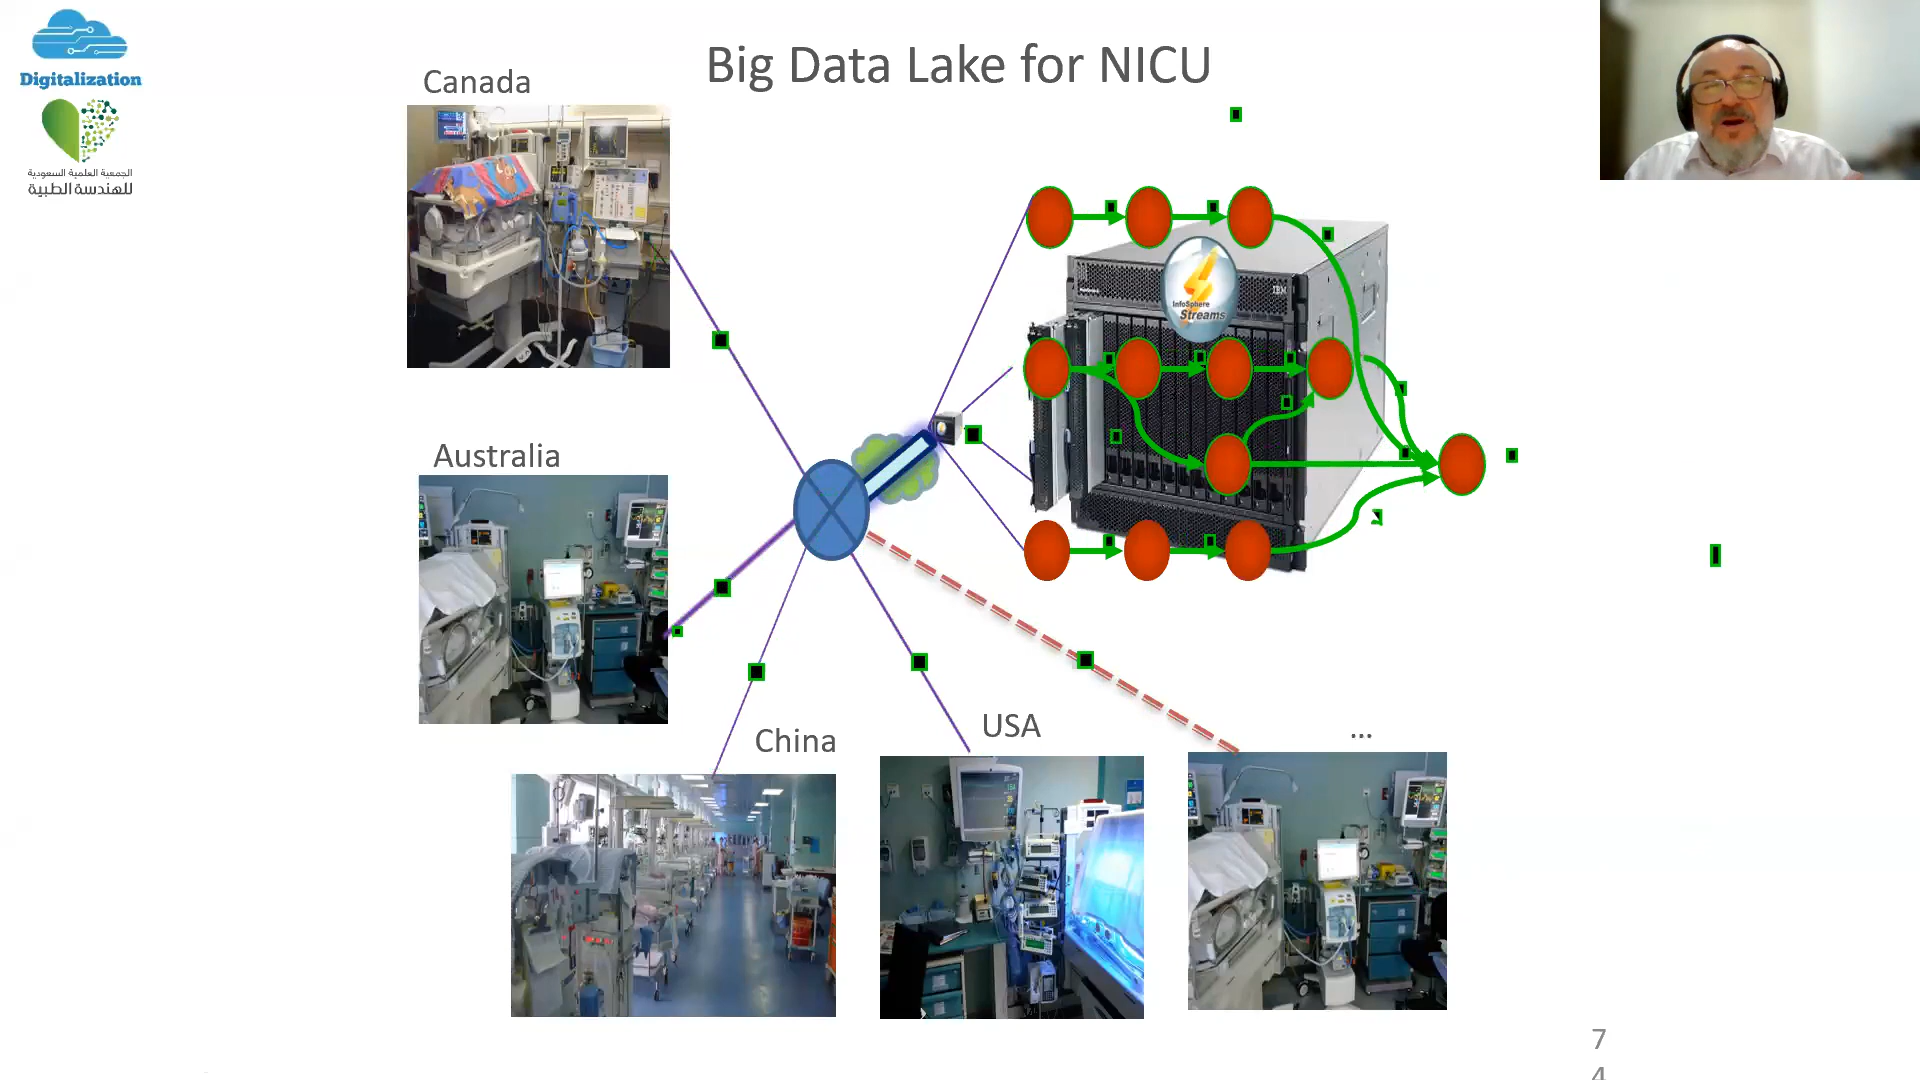 Digitalization
الجمعية العلمية السعودية
للهندسة الطبية
Big Data Lake for NICU
Canada
Australia
China
USA
...
InfoSphere
Streams
IBM
7
4